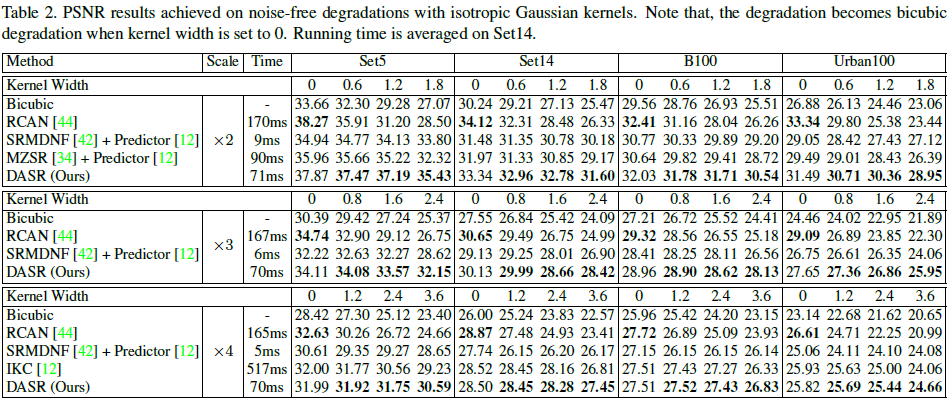 Table 2. PSNR results achieved on noise-free degradations with isotropic Gaussian kernels. Note that, the degradation becomes bicubic
degradation when kernel width is set to 0. Running time is averaged on Set14.
Method Scale Time Set5 Set14 B100 Urban100
Kernel Width 0 0.6 1.2 1.8 0 0.6 1.2 1.8 0 0.6 1.2 1.8 0 0.6 1.2 1.8
Bicubic - 33.66 32.30 29.28 27.07 30.24 29.21 27.13 25.47 29.56 28.76 26.93 25.51 26.88 26.13 24.46 23.06
RCAN [44] 170ms 38.27 35.91 31.20 28.50 34.12 32.31 28.48 26.33 32.41 31.16 28.04 26.26 33.34 29.80 25.38 23.44
SRMDNF [42] + Predictor [12] ×2 9ms 34.94 34.77 34.13 33.80 31.48 31.35 30.78 30.18 30.77 30.33 29.89 29.20 29.05 28.42 27.43 27.12
MZSR [34] + Predictor [12] 90ms 35.96 35.66 35.22 32.32 31.97 31.33 30.85 29.17 30.64 29.82 29.41 28.72 29.49 29.01 28.43 26.39
DASR (Ours) 71ms 37.87 37.47 37.19 35.43 33.34 32.96 32.78 31.60 32.03 31.78 31.71 30.54 31.49 30.71 30.36 28.95
Kernel Width 0 0.8 1.6 2.4 0 0.8 1.6 2.4 0 0.8 1.6 2.4 0 0.8 1.6 2.4
Bicubic - 30.39 29.42 27.24 25.37 27.55 26.84 25.42 24.09 27.21 26.72 25.52 24.41 24.46 24.02 22.95 21.89
RCAN [44] ×3 167ms 34.74 32.90 29.12 26.75 30.65 29.49 26.75 24.99 29.32 28.56 26.55 25.18 29.09 26.89 23.85 22.30
SRMDNF [42] + Predictor [12] 6ms 32.22 32.63 32.27 28.62 29.13 29.25 28.01 26.90 28.41 28.25 28.11 26.56 26.75 26.61 26.35 24.06
DASR (Ours) 70ms 34.11 34.08 33.57 32.15 30.13 29.99 28.66 28.42 28.96 28.90 28.62 28.13 27.65 27.36 26.86 25.95
Kernel Width 0 1.2 2.4 3.6 0 1.2 2.4 3.6 0 1.2 2.4 3.6 0 1.2 2.4 3.6
Bicubic - 28.42 27.30 25.12 23.40 26.00 25.24 23.83 22.57 25.96 25.42 24.20 23.15 23.14 22.68 21.62 20.65
RCAN [44] 165ms 32.63 30.26 26.72 24.66 28.87 27.48 24.93 23.41 27.72 26.89 25.09 23.93 26.61 24.71 22.25 20.99
SRMDNF [42] + Predictor [12] ×4 5ms 30.61 29.35 29.27 28.65 27.74 26.15 26.20 26.17 27.15 26.15 26.15 26.14 25.06 24.11 24.10 24.08
IKC [12] 517ms 32.00 31.77 30.56 29.23 28.52 28.45 28.16 26.81 27.51 27.43 27.27 26.33 25.93 25.63 25.00 24.06
DASR (Ours) 70ms 31.99 31.92 31.75 30.59 28.50 28.45 28.28 27.45 27.51 27.52 27.43 26.83 25.82 25.69 25.44 24.66